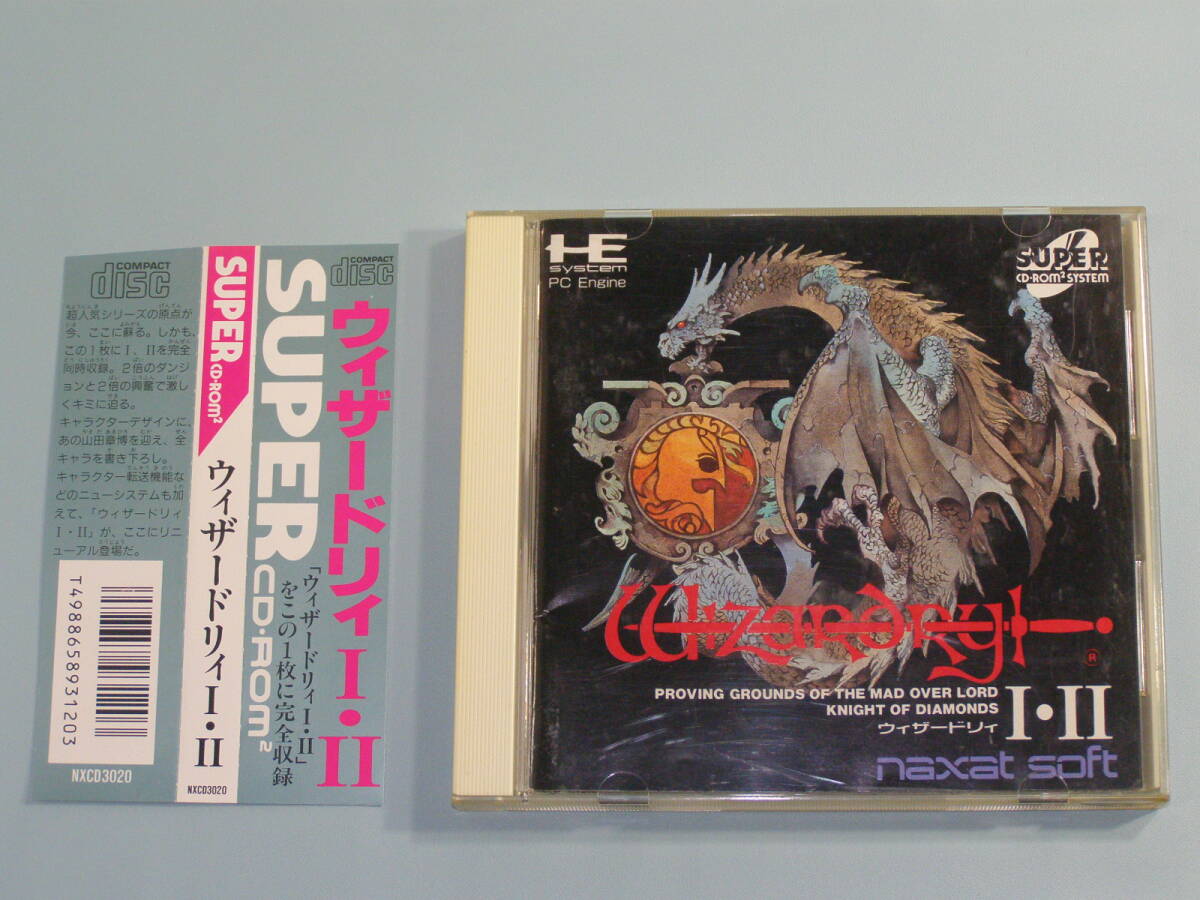 COMPACT
disc
超人気シリーズの原点が
今、ここに蘇る。しかも、
この1枚にI、IIを完全
同時収録。2倍のダンジ
ョンと2倍の興奮で激し
くキミに迫る。
キャラクターデザインに、
あの山田章博を迎え、全
キャラを書き下ろし。
キャラクター転送機能な
どのニューシステムも加
えて、「ウィザードリィ
I・II」が、ここにリニ
ューアル登場だ。
T4988658931203
NXCD3020
SUPER CD-ROM²
ウィザードリィI・II
NXCD3020
COMPACT
disc
SUPER CD・ROM²
ウィザードリィI・II
「ウィザードリィI・II」
をこの1枚に完全収録
HE
system
PC Engine
SUPER
CD-ROM² SYSTEM
Wizardry
®
PROVING GROUNDS OF THE MAD OVER LORD
KNIGHT OF DIAMONDS
ウィザードリィ
I・II
naxat soft